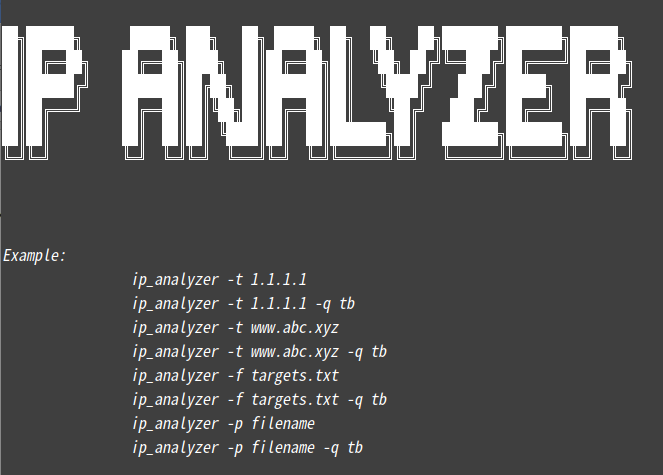 IP ANALYZER
Example:
ip_analyzer -t 1.1.1.1
ip_analyzer -t 1.1.1.1 -q tb
ip_analyzer -t www.abc.xyz
ip_analyzer -t www.abc.xyz -q tb
ip_analyzer -f targets.txt
ip_analyzer -f targets.txt -q tb
ip_analyzer -p filename
ip_analyzer -p filename -q tb